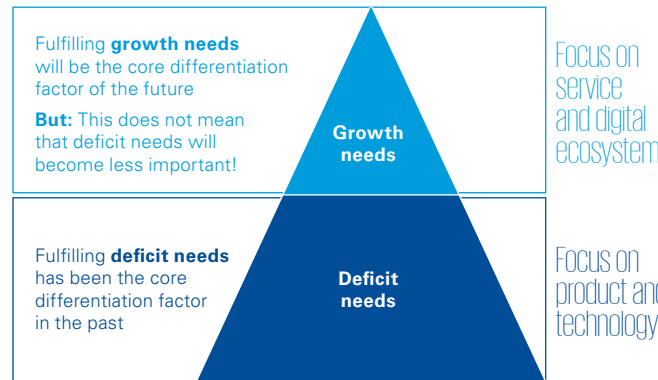 Fulfilling growth needs
will be the core differentiation
factor of the future
But: This does not mean
that deficit needs will
become less important!
Growth
needs
Focus on
service
and digital
ecosystem
Fulfilling deficit needs
has been the core
differentiation factor
in the past
Deficit
needs
Focus on
product and
technology